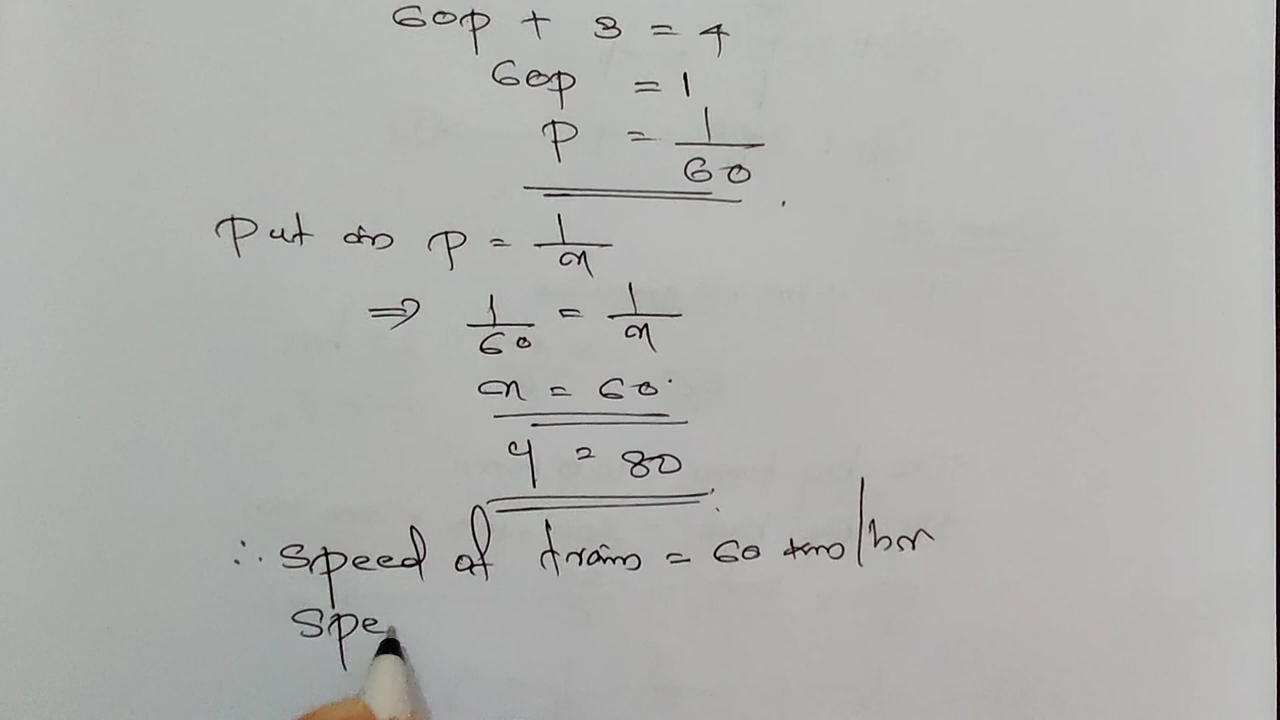 60p + 3 = 4
60p = 1
p = 1/60
Put in p = 1/x
⇒ 1/60 = 1/x
x = 60
y = 80
∴ Speed of train = 60 km/hr
Spe